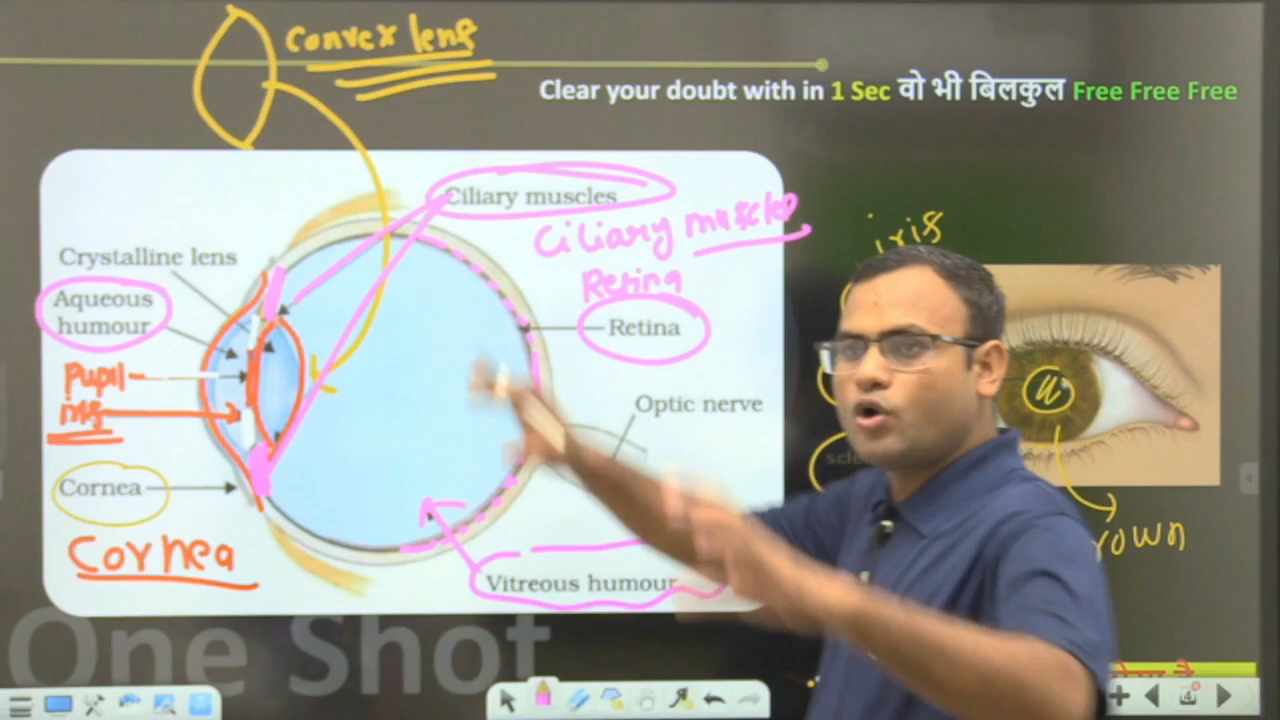 convex lens
Clear your doubt with in 1 Sec वो भी बिलकुल Free Free Free
Ciliary muscles
Ciliary muscles
Retina
Crystalline lens
Aqueous
humour
Retina
iris
Pupil
Optic nerve
Cornea
Cornea
Vitreous humour
One Shot